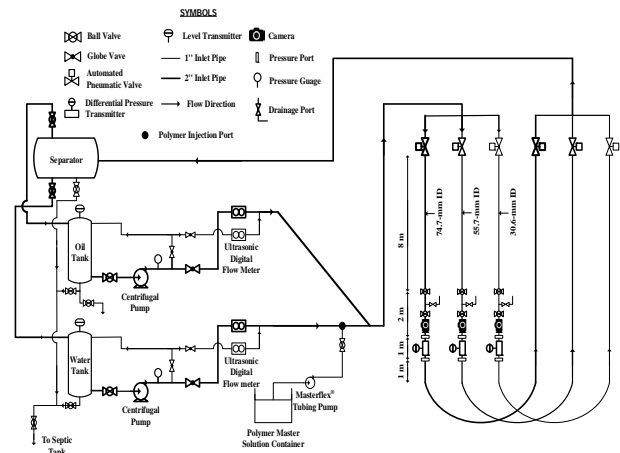 SYMBOLS
Ball Valve
Level Transmitter
Camera
Globe Vave
1" Inlet Pipe
Pressure Port
Automated
Pneumatic Valve
2" Inlet Pipe
Pressure Guage
Differential Pressure
Transmitter
Flow Direction
Drainage Port
Polymer Injection Port
Separator
Oil
Tank
Centrifugal
Pump
Ultrasonic
Digital
Flow Meter
Water
Tank
Centrifugal
Pump
Ultrasonic
Digital
Flow meter
Masterflex®
Tubing Pump
Polymer Master
Solution Container
To Septic
Tank
8 m
2 m
1 m
1 m
74.7-mm ID
55.7-mm ID
30.6-mm ID